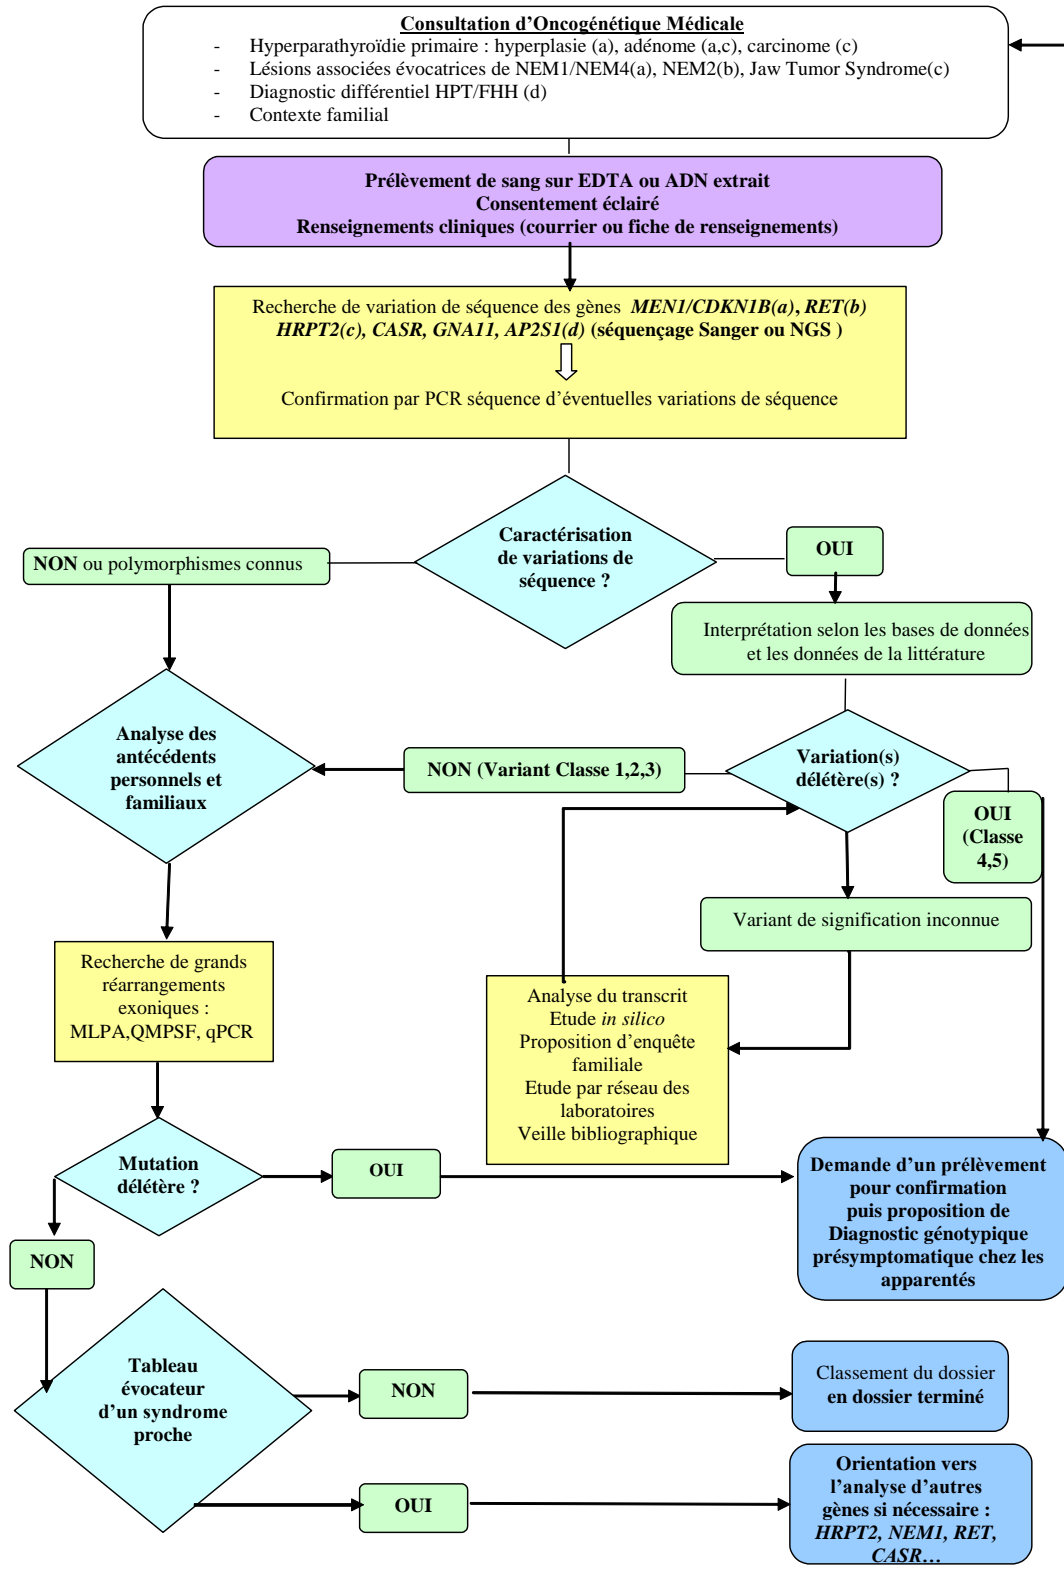 Consultation d’Oncogénétique Médicale
- Hyperparathyroïdie primaire : hyperplasie (a), adénome (a,c), carcinome (c)
- Lésions associées évocatrices de NEM1/NEM4(a), NEM2(b), Jaw Tumor Syndrome(c)
- Diagnostic différentiel HPT/FHH (d)
- Contexte familial
Prélèvement de sang sur EDTA ou ADN extrait
Consentement éclairé
Renseignements cliniques (courrier ou fiche de renseignements)
Recherche de variation de séquence des gènes MEN1/CDKN1B(a), RET(b)
HRPT2(c), CASR, GNA11, AP2S1(d) (séquençage Sanger ou NGS )
Confirmation par PCR séquence d’éventuelles variations de séquence
Caractérisation
de variations de
séquence ?
NON ou polymorphismes connus
OUI
Interprétation selon les bases de données
et les données de la littérature
Analyse des
antécédents
personnels et
familiaux
NON (Variant Classe 1,2,3)
Variation(s)
délétère(s) ?
OUI
(Classe
4,5)
Variant de signification inconnue
Recherche de grands
réarrangements
exoniques :
MLPA,QMPSF, qPCR
Analyse du transcrit
Etude in silico
Proposition d’enquête
familiale
Etude par réseau des
laboratoires
Veille bibliographique
Mutation
délétère ?
OUI
Demande d’un prélèvement
pour confirmation
puis proposition de
Diagnostic génotypique
présymptomatique chez les
apparentés
NON
Tableau
évocateur
d’un syndrome
proche
NON
Classement du dossier
en dossier terminé
OUI
Orientation vers
l’analyse d’autres
gènes si nécessaire :
HRPT2, NEM1, RET,
CASR…